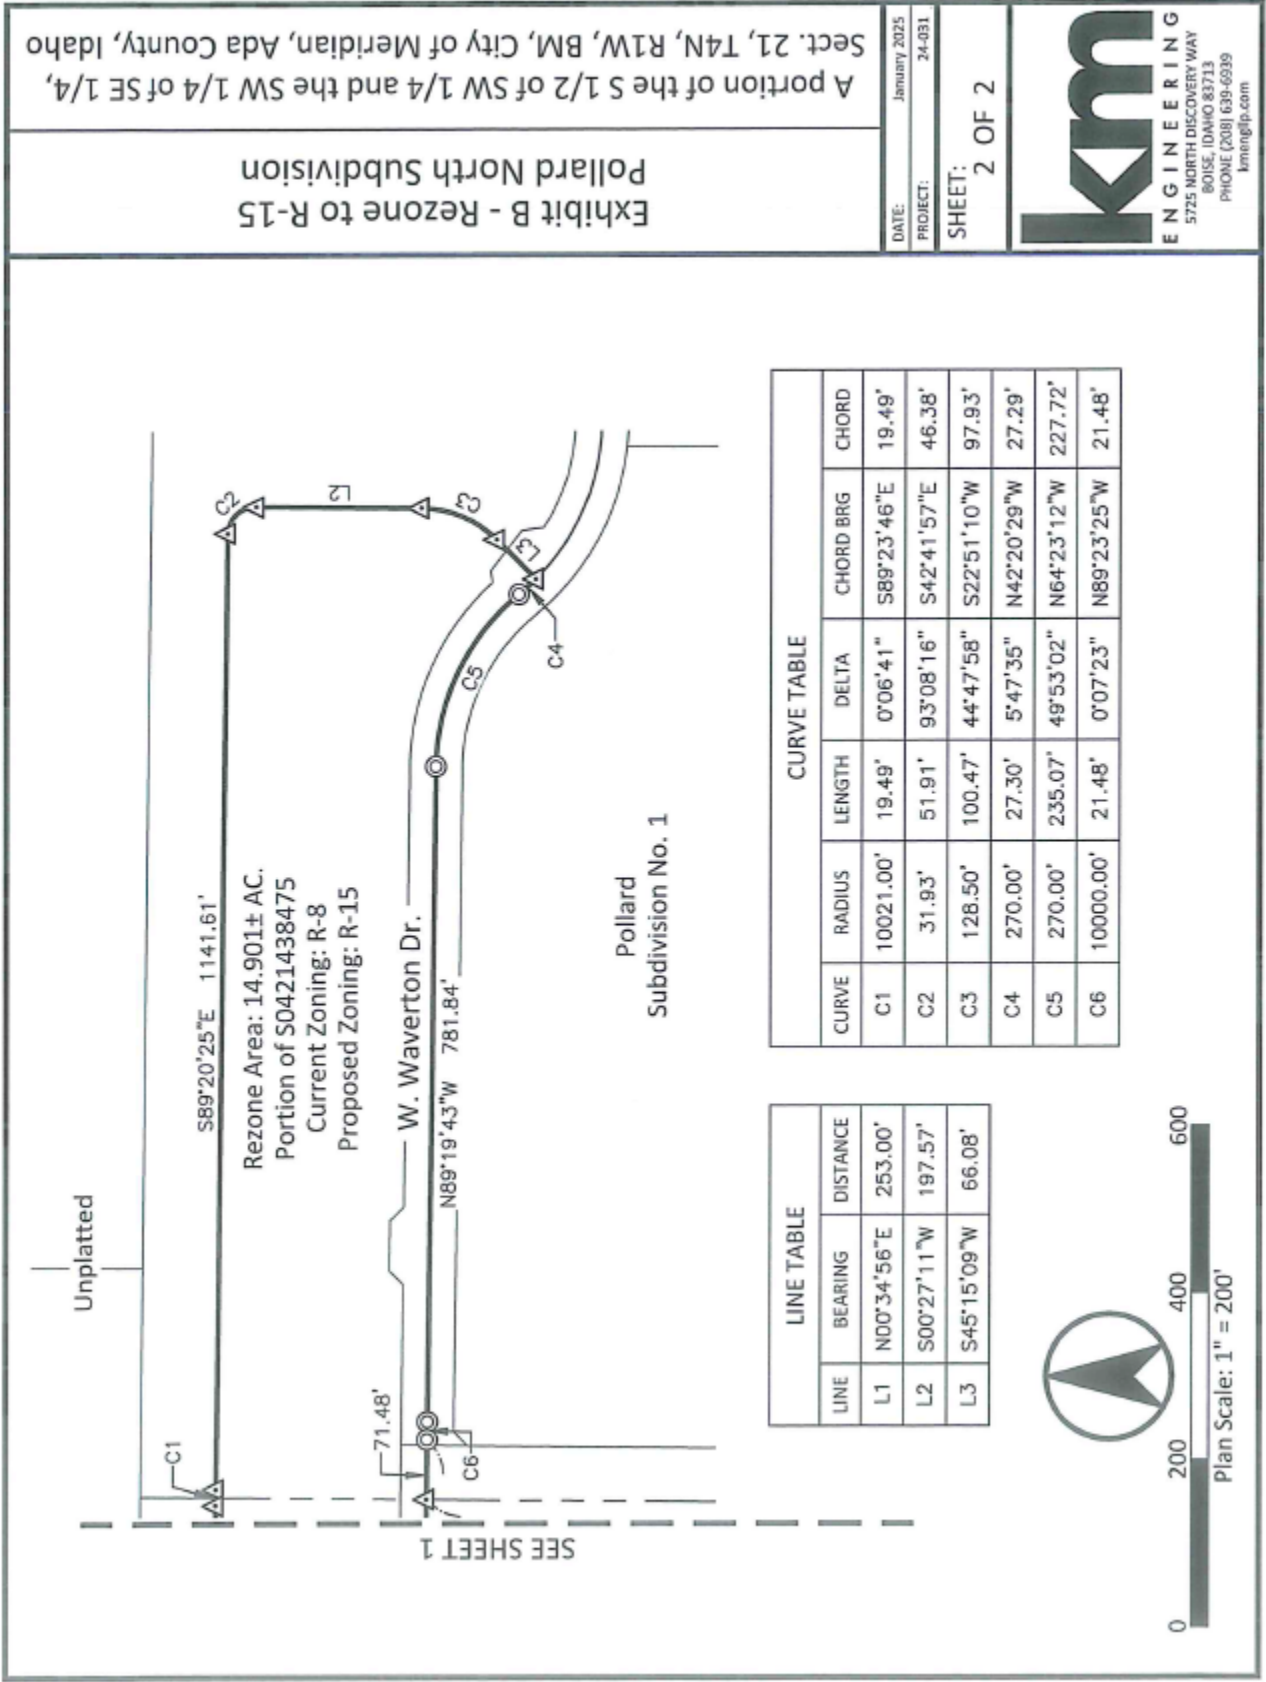 Unplatted
C1
S89°20'25"E 1141.61'
C2
Rezone Area: 14.901± AC.
Portion of S0421438475
Current Zoning: R-8
Proposed Zoning: R-15
L2
C3
L3
71.48'
W. Waverton Dr.
C6
N89°19'43"W 781.84'
C5
C4
SEE SHEET 1
Pollard
Subdivision No. 1
LINE TABLE
LINE BEARING DISTANCE
L1 N00°34'56"E 253.00'
L2 S00°27'11"W 197.57'
L3 S45°15'09"W 66.08'
CURVE TABLE
CURVE RADIUS LENGTH DELTA CHORD BRG CHORD
C1 10021.00' 19.49' 0°06'41" S89°23'46"E 19.49'
C2 31.93' 51.91' 93°08'16" S42°41'57"E 46.38'
C3 128.50' 100.47' 44°47'58" S22°51'10"W 97.93'
C4 270.00' 27.30' 5°47'35" N42°20'29"W 27.29'
C5 270.00' 235.07' 49°53'02" N64°23'12"W 227.72'
C6 10000.00' 21.48' 0°07'23" N89°23'25"W 21.48'
0 200 400 600
Plan Scale: 1" = 200'
Exhibit B - Rezone to R-15
Pollard North Subdivision
A portion of the S 1/2 of SW 1/4 and the SW 1/4 of SE 1/4,
Sect. 21, T4N, R1W, BM, City of Meridian, Ada County, Idaho
DATE: January 2025
PROJECT: 24-031
SHEET:
2 OF 2
km
ENGINEERING
5725 NORTH DISCOVERY WAY
BOISE, IDAHO 83713
PHONE (208) 639-6939
kmengllp.com